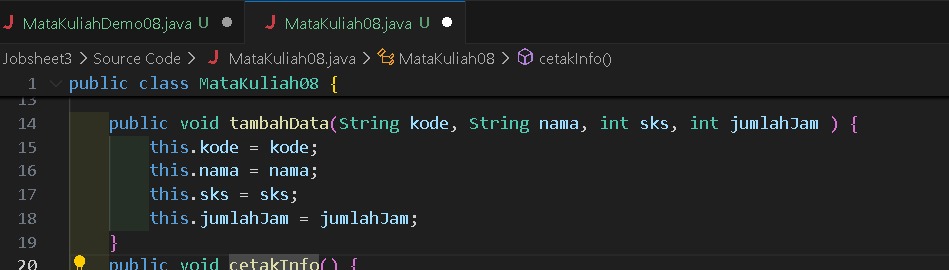 MataKuliahDemo08.java U MataKuliah08.java U
Jobsheet3 > Source Code > MataKuliah08.java > MataKuliah08 > cetakInfo()
1 public class MataKuliah08 {
13
14 public void tambahData(String kode, String nama, int sks, int jumlahJam ) {
15 this.kode = kode;
16 this.nama = nama;
17 this.sks = sks;
18 this.jumlahJam = jumlahJam;
19 }
20 public void cetakInfo() {